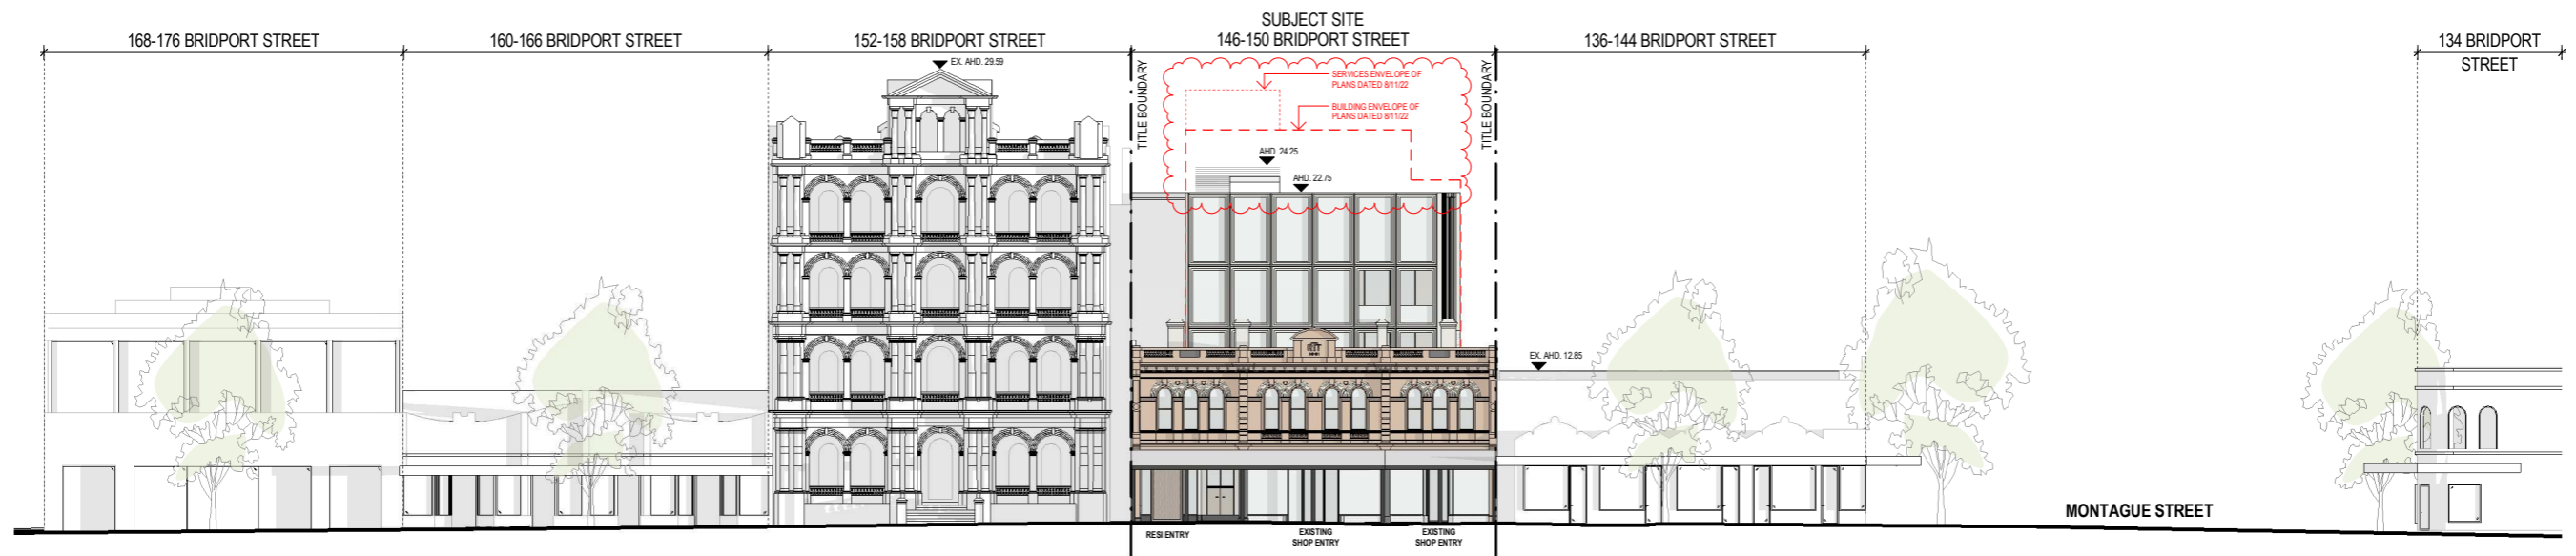 SUBJECT SITE
168-176 BRIDPORT STREET
160-166 BRIDPORT STREET
152-158 BRIDPORT STREET
146-150 BRIDPORT STREET
136-144 BRIDPORT STREET
134 BRIDPORT
STREET
EX. AHD. 29.59
TITLE BOUNDARY
SERVICES ENVELOPE OF
PLANS DATED 8/11/22
BUILDING ENVELOPE OF
PLANS DATED 8/11/22
TITLE BOUNDARY
AHD. 24.25
AHD. 22.75
EX. AHD. 12.85
MONTAGUE STREET
RESI ENTRY
EXISTING
SHOP ENTRY
EXISTING
SHOP ENTRY